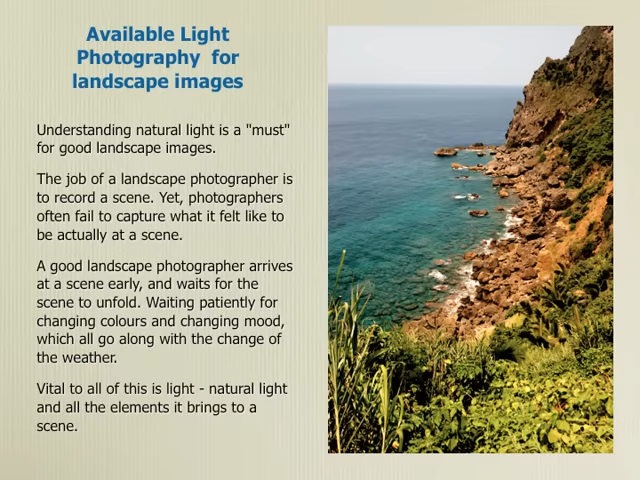 Available Light
Photography  for
landscape images
Understanding natural light is a "must"
for good landscape images.
The job of a landscape photographer is
to record a scene. Yet, photographers
often fail to capture what it felt like to
be actually at a scene.
A good landscape photographer arrives
at a scene early, and waits for the
scene to unfold. Waiting patiently for
changing colours and changing mood,
which all go along with the change of
the weather.
Vital to all of this is light - natural light
and all the elements it brings to a
scene.